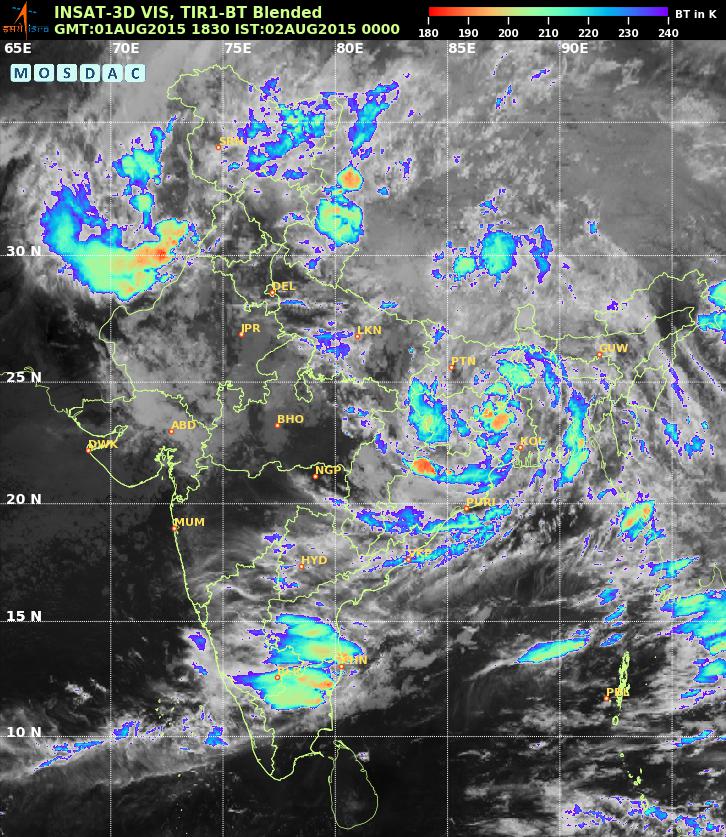 INSAT-3D VIS, TIR1-BT Blended
GMT:01AUG2015 1830 IST:02AUG2015 0000
BT in K
180 190 200 210 220 230 240
65E 70E 75E 80E 85E 90E
MOSDAC
SRN
30 N
DEL
JPR LKN
GUW
PTN
25 N
ABD BHO
DWK KOL
NGP
20 N PURI
MUM
HYD
15 N
PBL
10 N